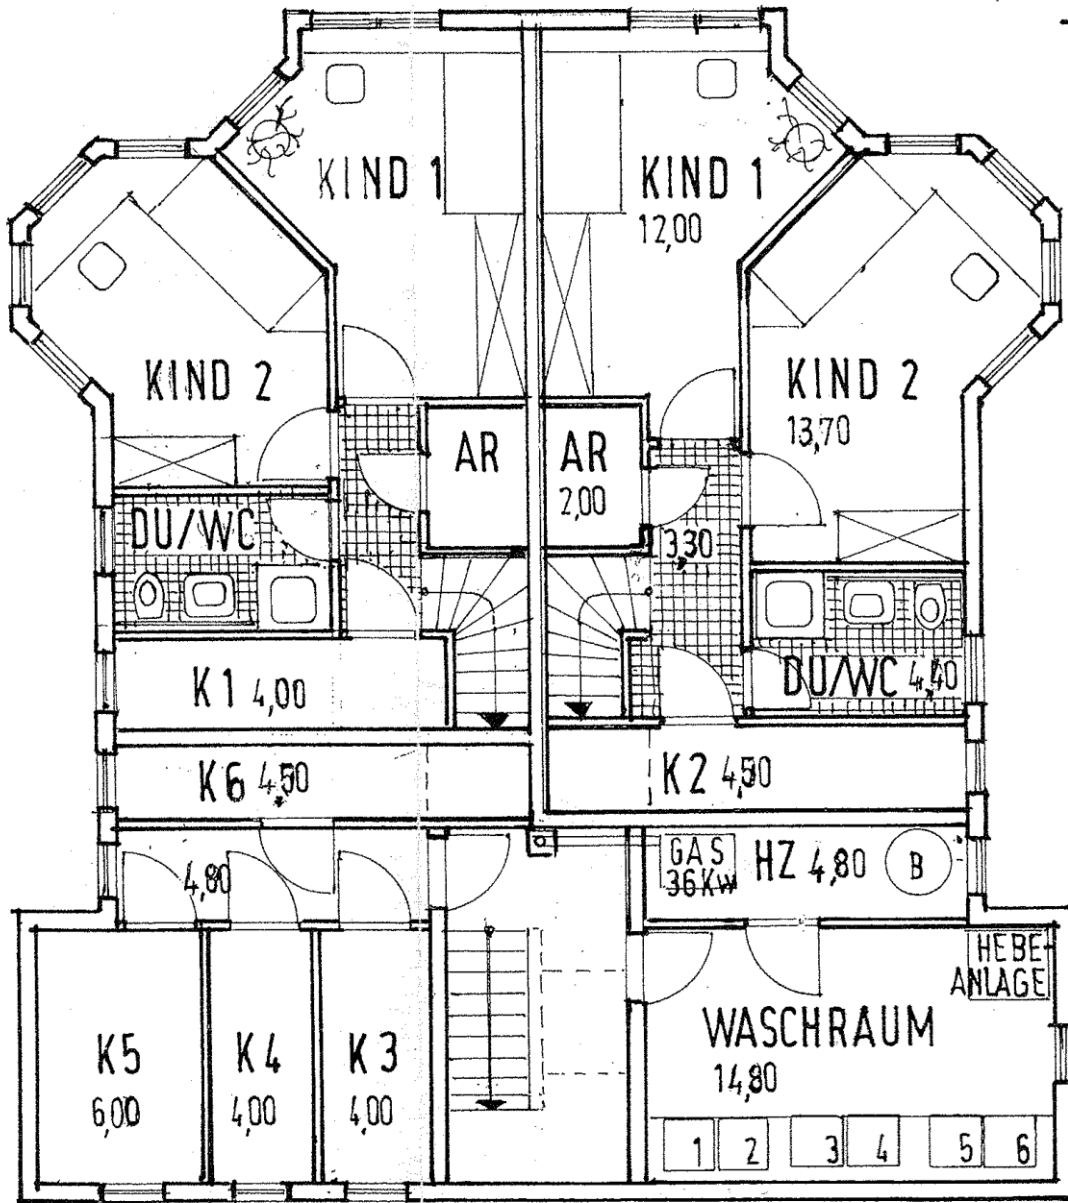 KIND 1
KIND 1
12,00
KIND 2
KIND 2
13,70
AR
AR
2,00
DU/WC
3,30
DU/WC 4,40
K1 4,00
K6 4,50
K2 4,50
4,80
GAS
36KW
HZ 4,80
B
HEBE-
ANLAGE
K5
6,00
K4
4,00
K3
4,00
WASCHRAUM
14,80
1 2 3 4 5 6